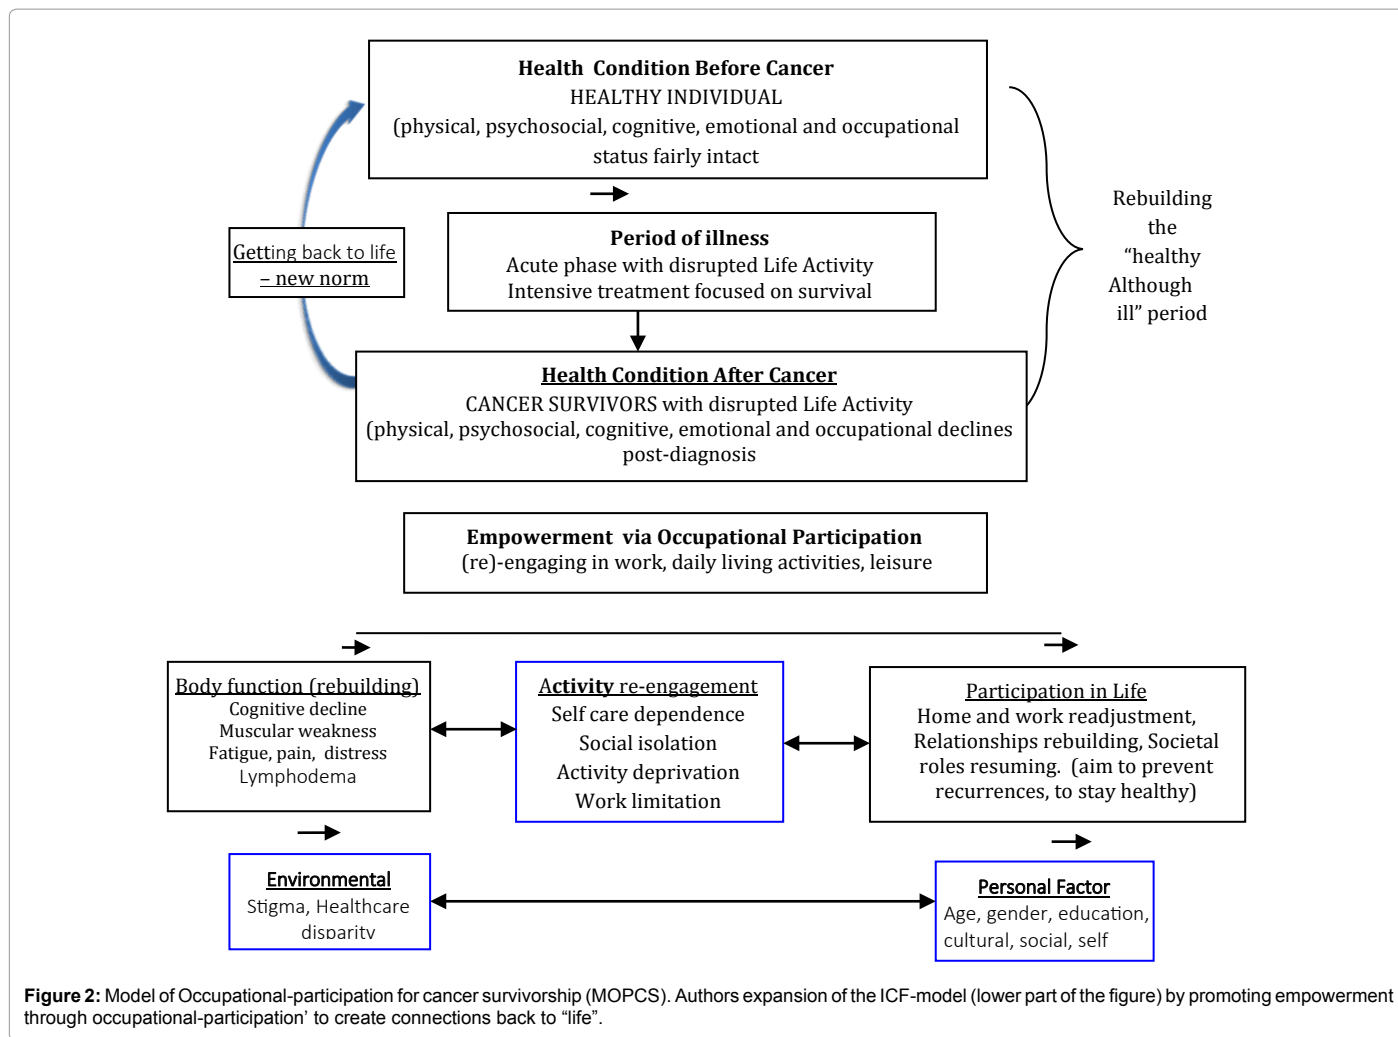 Health Condition Before Cancer
HEALTHY INDIVIDUAL
(physical, psychosocial, cognitive, emotional and occupational
status fairly intact
Getting back to life
– new norm
Period of illness
Acute phase with disrupted Life Activity
Intensive treatment focused on survival
Rebuilding
the
“healthy
Although
ill” period
Health Condition After Cancer
CANCER SURVIVORS with disrupted Life Activity
(physical, psychosocial, cognitive, emotional and occupational declines
post-diagnosis
Empowerment via Occupational Participation
(re)-engaging in work, daily living activities, leisure
Body function (rebuilding)
Cognitive decline
Muscular weakness
Fatigue, pain, distress
Lymphodema
Activity re-engagement
Self care dependence
Social isolation
Activity deprivation
Work limitation
Participation in Life
Home and work readjustment,
Relationships rebuilding, Societal
roles resuming. (aim to prevent
recurrences, to stay healthy)
Environmental
Stigma, Healthcare
disparity
Personal Factor
Age, gender, education,
cultural, social, self
Figure 2: Model of Occupational-participation for cancer survivorship (MOPCS). Authors expansion of the ICF-model (lower part of the figure) by promoting empowerment
through occupational-participation’ to create connections back to “life”.